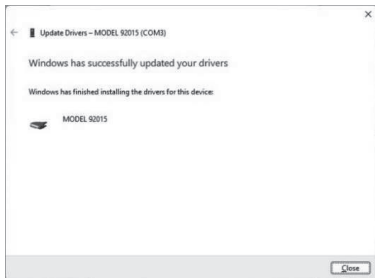 Update Drivers – MODEL 92015 (COM3)
Windows has successfully updated your drivers
Windows has finished installing the drivers for this device:
MODEL 92015
Close